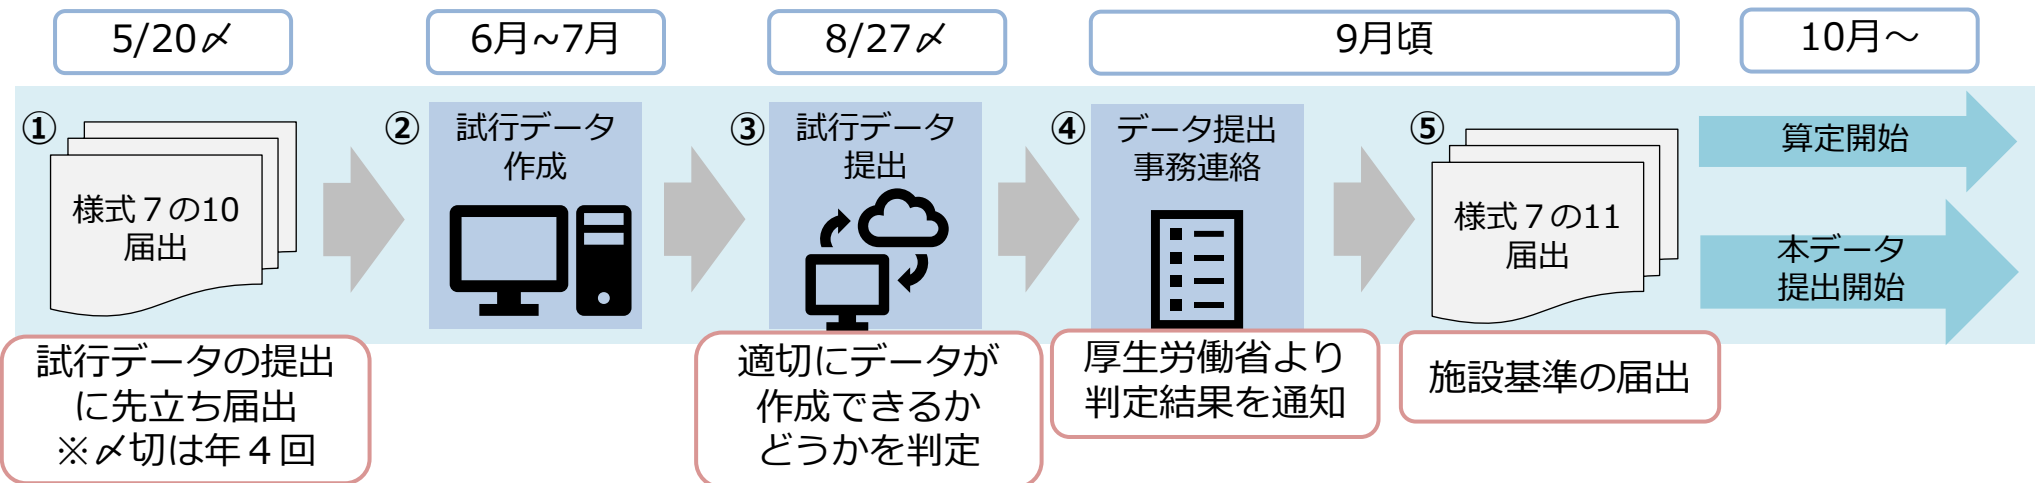 5/20〆
6月~7月
8/27〆
9月頃
10月～
①
様式７の10
届出
②
試行データ
作成
③
試行データ
提出
④
データ提出
事務連絡
⑤
様式７の11
届出
算定開始
本データ
提出開始
試行データの提出
に先立ち届出
※〆切は年４回
適切にデータが
作成できるか
どうかを判定
厚生労働省より
判定結果を通知
施設基準の届出